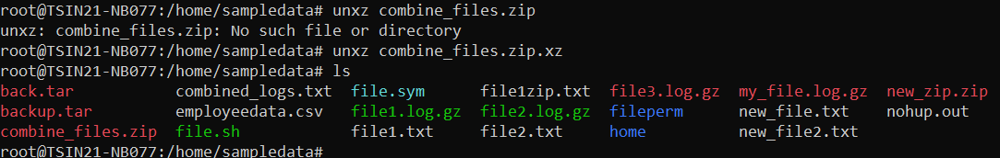 root@TSIN21-NB077:/home/sampledata# unxz combine_files.zip
unxz: combine_files.zip: No such file or directory
root@TSIN21-NB077:/home/sampledata# unxz combine_files.zip.xz
root@TSIN21-NB077:/home/sampledata# ls
back.tar combined_logs.txt file.sym file1zip.txt file3.log.gz my_file.log.gz new_zip.zip
backup.tar employeedata.csv file1.log.gz file2.log.gz fileperm new_file.txt nohup.out
combine_files.zip file.sh file1.txt file2.txt home new_file2.txt
root@TSIN21-NB077:/home/sampledata#